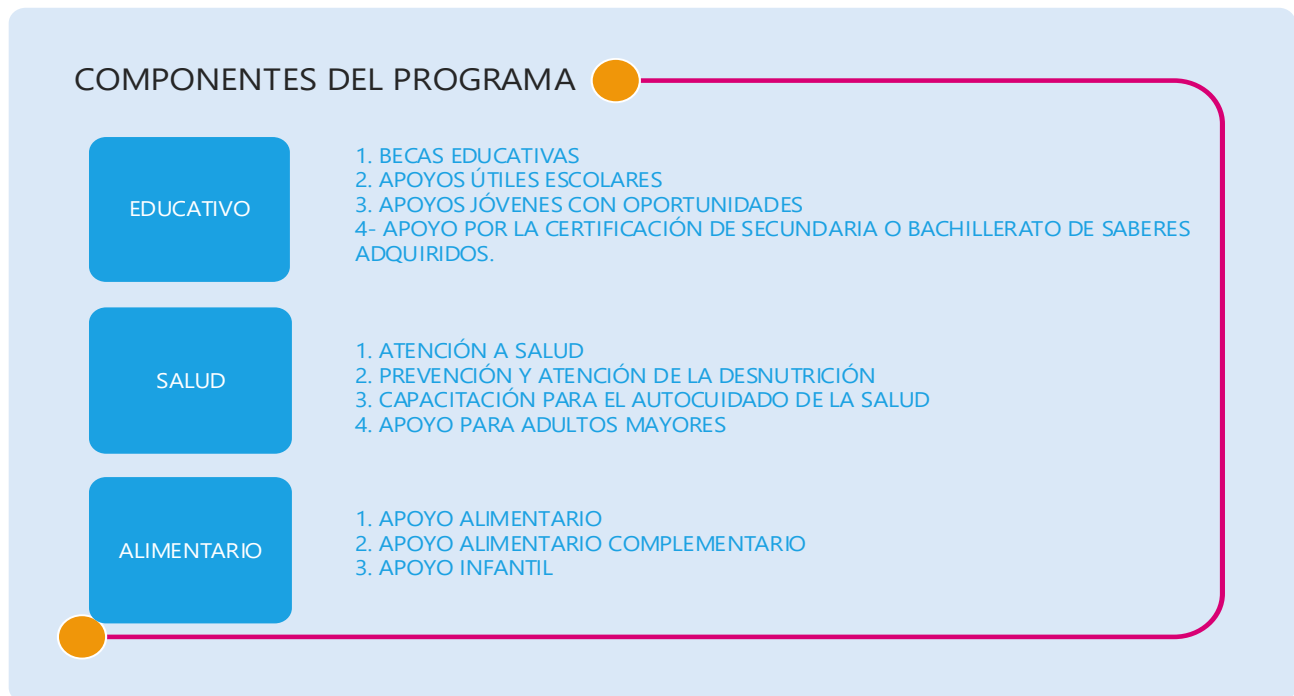 COMPONENTES DEL PROGRAMA
EDUCATIVO
1. BECAS EDUCATIVAS
2. APOYOS ÚTILES ESCOLARES
3. APOYOS JÓVENES CON OPORTUNIDADES
4- APOYO POR LA CERTIFICACIÓN DE SECUNDARIA O BACHILLERATO DE SABERES
ADQUIRIDOS.
SALUD
1. ATENCIÓN A SALUD
2. PREVENCIÓN Y ATENCIÓN DE LA DESNUTRICIÓN
3. CAPACITACIÓN PARA EL AUTOCUIDADO DE LA SALUD
4. APOYO PARA ADULTOS MAYORES
ALIMENTARIO
1. APOYO ALIMENTARIO
2. APOYO ALIMENTARIO COMPLEMENTARIO
3. APOYO INFANTIL